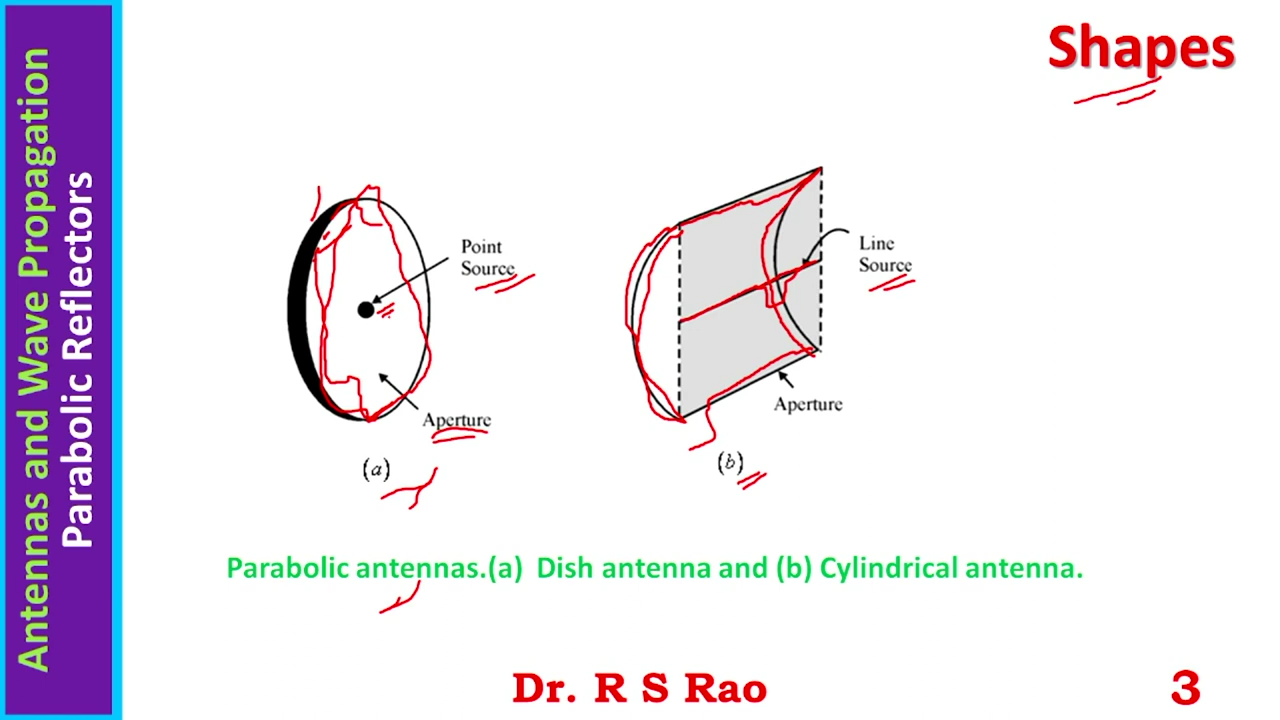 Antennas and Wave Propagation
Parabolic Reflectors
Shapes
Point
Source
Aperture
(a)
Line
Source
Aperture
(b)
Parabolic antennas.(a) Dish antenna and (b) Cylindrical antenna.
Dr. R S Rao
3